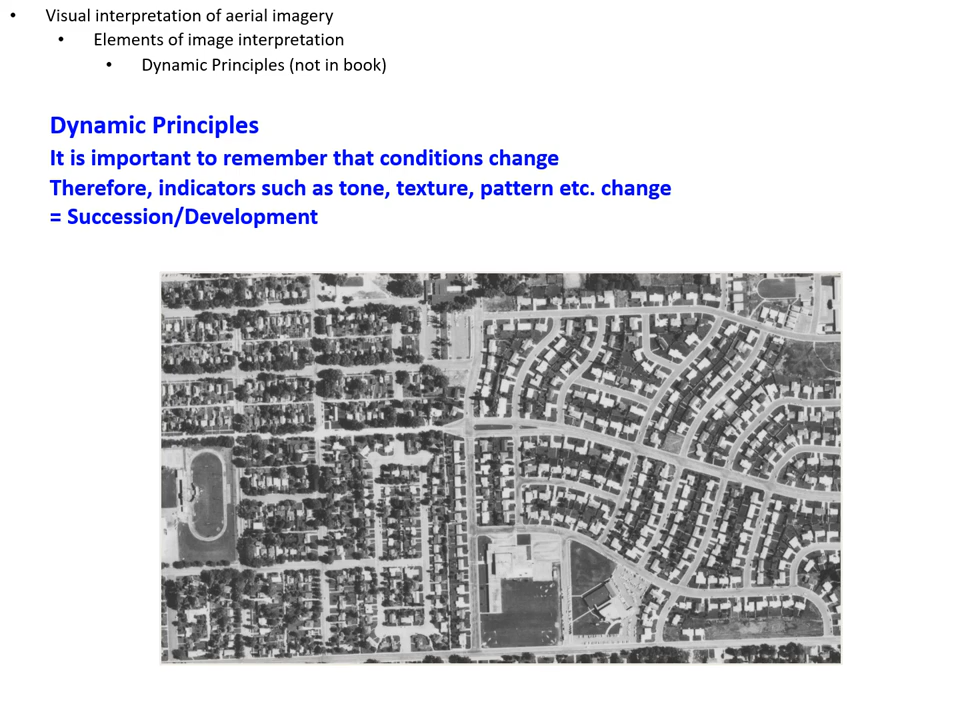 • Visual interpretation of aerial imagery
• Elements of image interpretation
• Dynamic Principles (not in book)
Dynamic Principles
It is important to remember that conditions change
Therefore, indicators such as tone, texture, pattern etc. change
= Succession/Development